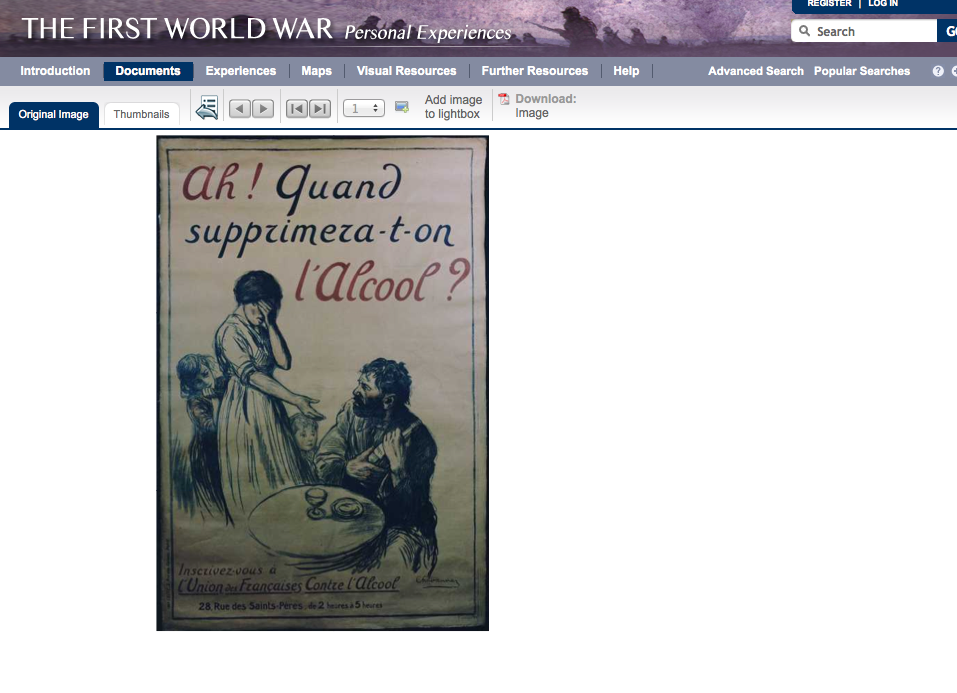 REGISTER | LOG IN
THE FIRST WORLD WAR Personal Experiences
Search
Introduction Documents Experiences Maps Visual Resources Further Resources Help Advanced Search Popular Searches ?
Original Image Thumbnails 1 Add image to lightbox Download: Image
Ah! Quand
supprimera-t-on
l'Alcool?
Inscrivez-vous à
l'Union des Françaises Contre l'Alcool
28, Rue des Saints-Pères, de 2 heures à 5 heures